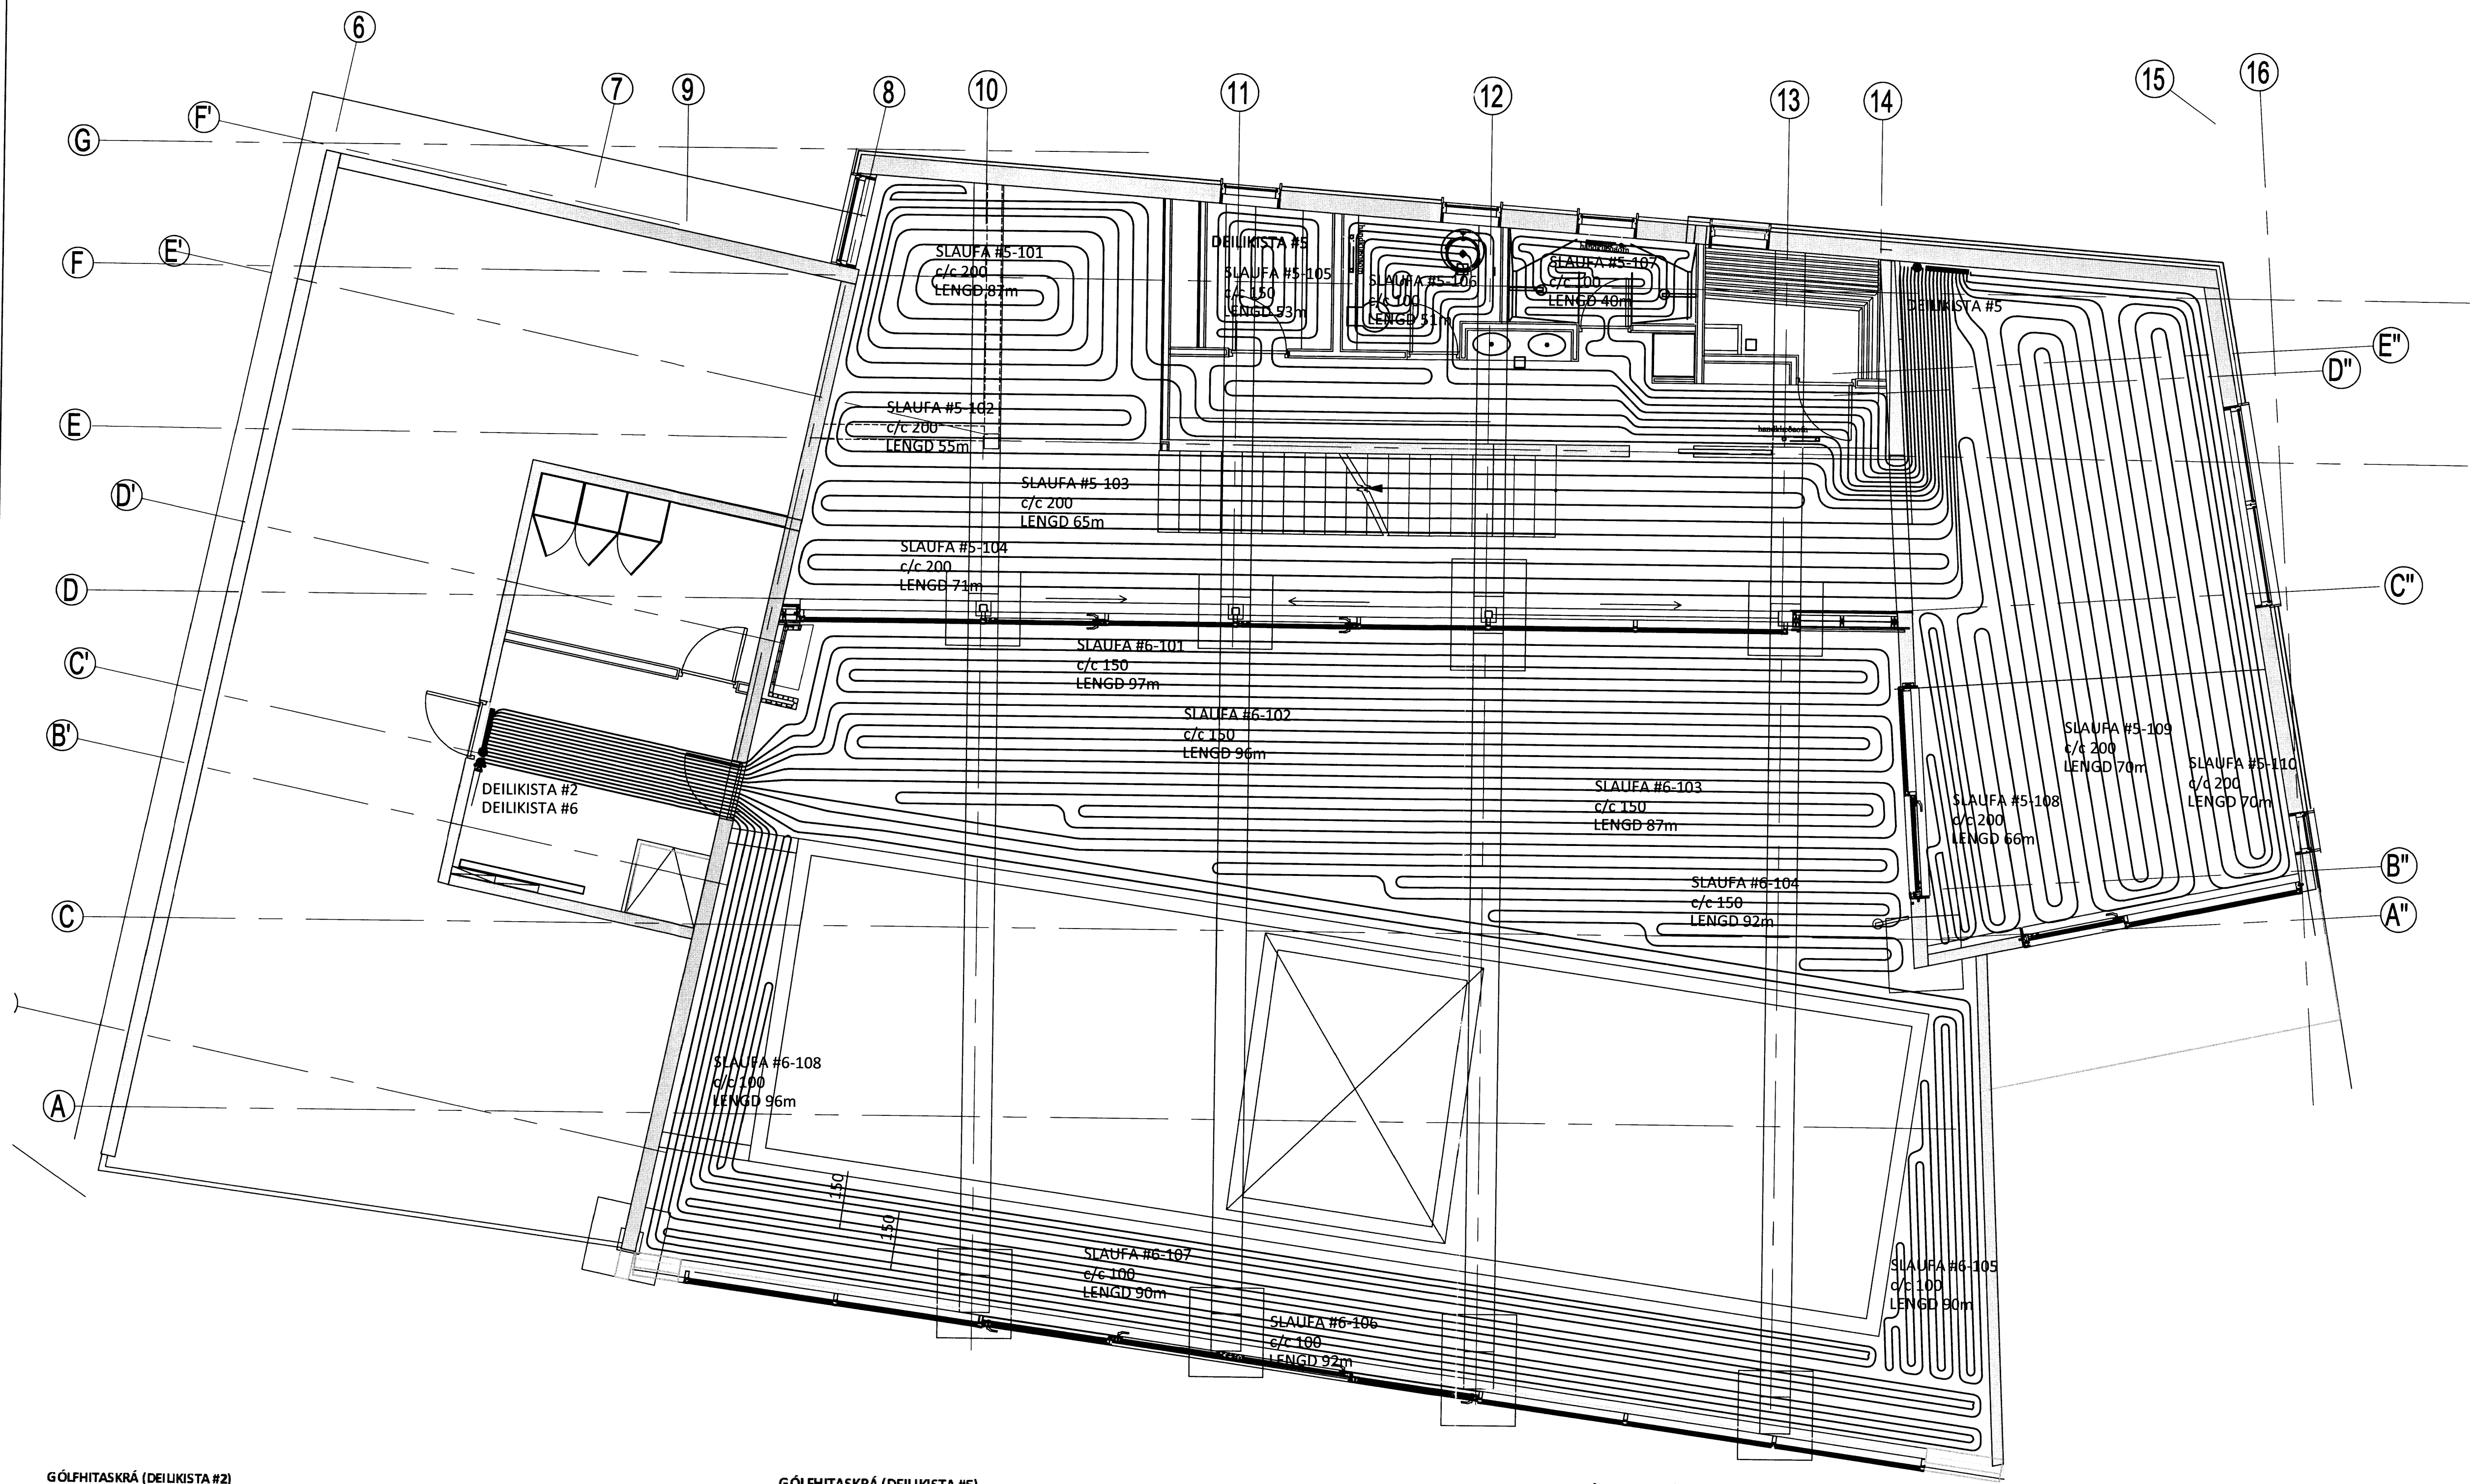 6
7
9
8
10
11
12
13
14
15
16
G
F'
F
E'
E
D'
D
C'
B'
C
A
E"
D"
C"
B"
A"
SLAUFA #5-101
c/c 200
LENGD 87m
DEILIKISTA #5
SLAUFA #5-105
c/c 150
LENGD 53m
SLAUFA #5-106
c/c 100
LENGD 51m
SLAUFA #5-107
c/c 100
LENGD 40m
DEILIKISTA #5
SLAUFA #5-102
c/c 200
LENGD 55m
handklæðaofn
SLAUFA #5-103
c/c 200
LENGD 65m
SLAUFA #5-104
c/c 200
LENGD 71m
SLAUFA #6-101
c/c 150
LENGD 97m
SLAUFA #6-102
c/c 150
LENGD 96m
SLAUFA #6-103
c/c 150
LENGD 87m
SLAUFA #5-109
c/c 200
LENGD 70m
SLAUFA #5-110
c/c 200
LENGD 70m
SLAUFA #5-108
c/c 200
LENGD 66m
DEILIKISTA #2
DEILIKISTA #6
SLAUFA #6-104
c/c 150
LENGD 92m
SLAUFA #6-108
c/c 100
LENGD 96m
150
150
SLAUFA #6-107
c/c 100
LENGD 90m
SLAUFA #6-105
c/c 100
LENGD 90m
SLAUFA #6-106
c/c 100
LENGD 92m
GÓLFHITASKRÁ (DEILIKISTA #2)
GÓLFHITASKRÁ (DEILIKISTA #5)